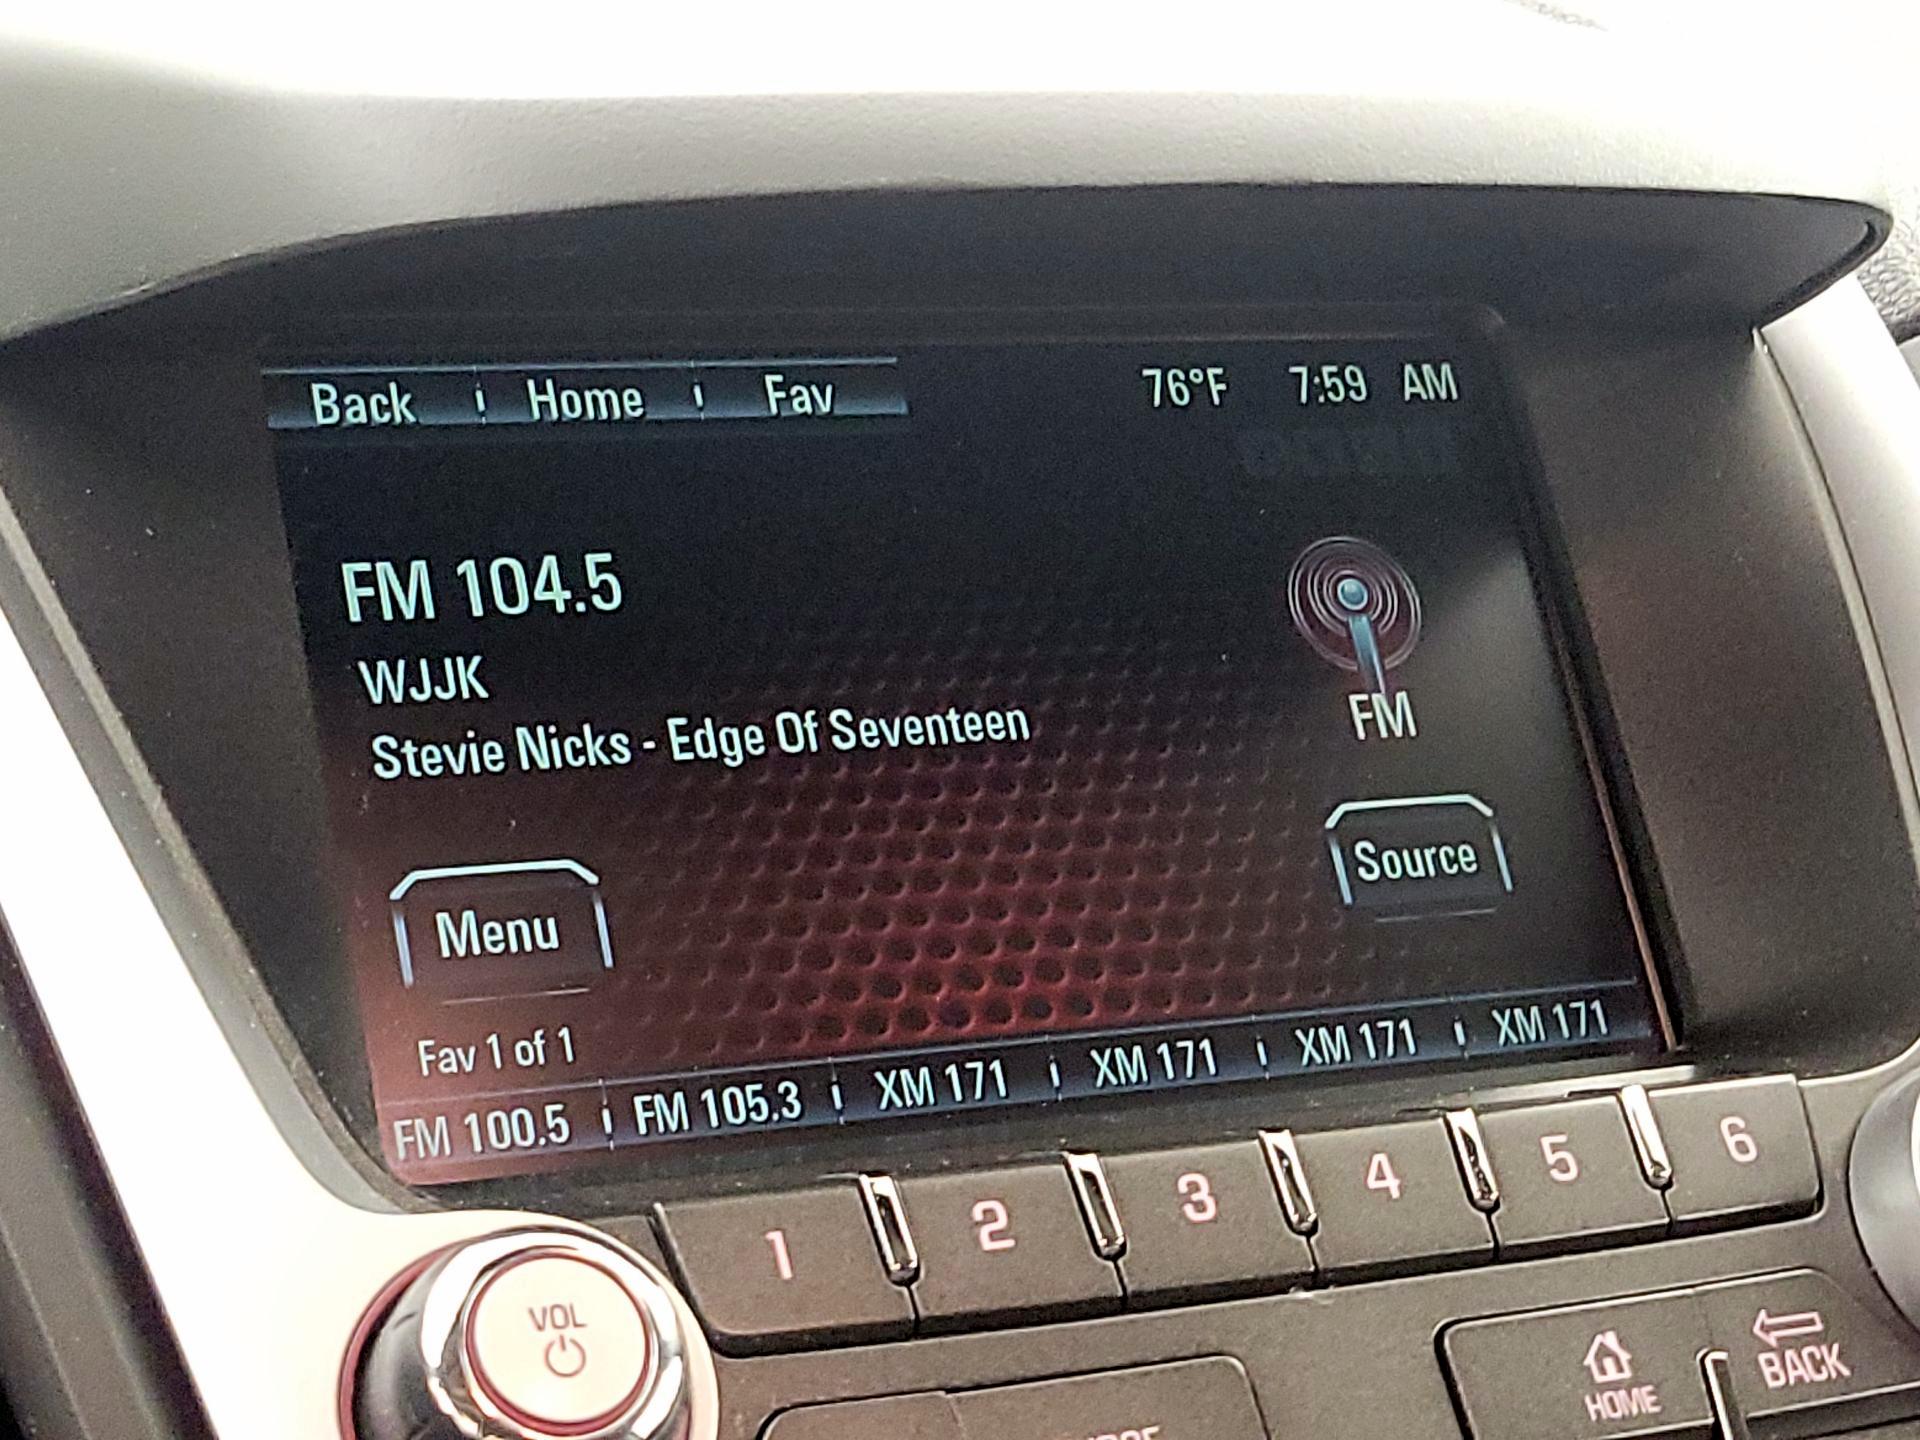 Back Home Fav 76°F 7:59 AM
FM 104.5
WJJK
Stevie Nicks - Edge Of Seventeen
FM
Source
Menu
Fav 1 of 1
FM 100.5 FM 105.3 XM 171 XM 171 XM 171 XM 171
1 2 3 4 5 6
VOL
HOME BACK